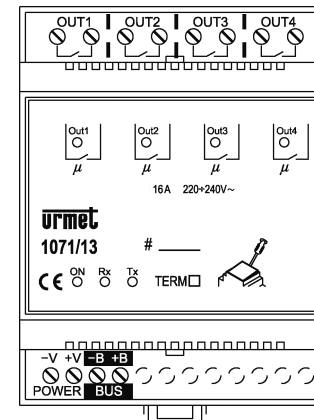 OUT1 OUT2 OUT3 OUT4
Out1 Out2 Out3 Out4
μ μ μ μ
16A 220÷240V~
urmet
1071/13 # ____
CE ON Rx Tx TERM
-V +V -B +B
POWER BUS